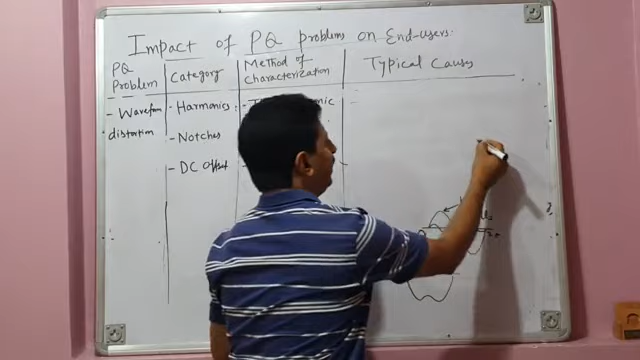 Impact of PQ problems on End-users:
PQ Problem
Category
Method of Characterization
Typical Causes
- Waveform distortion
- Harmonics
- Notches
- DC Offset